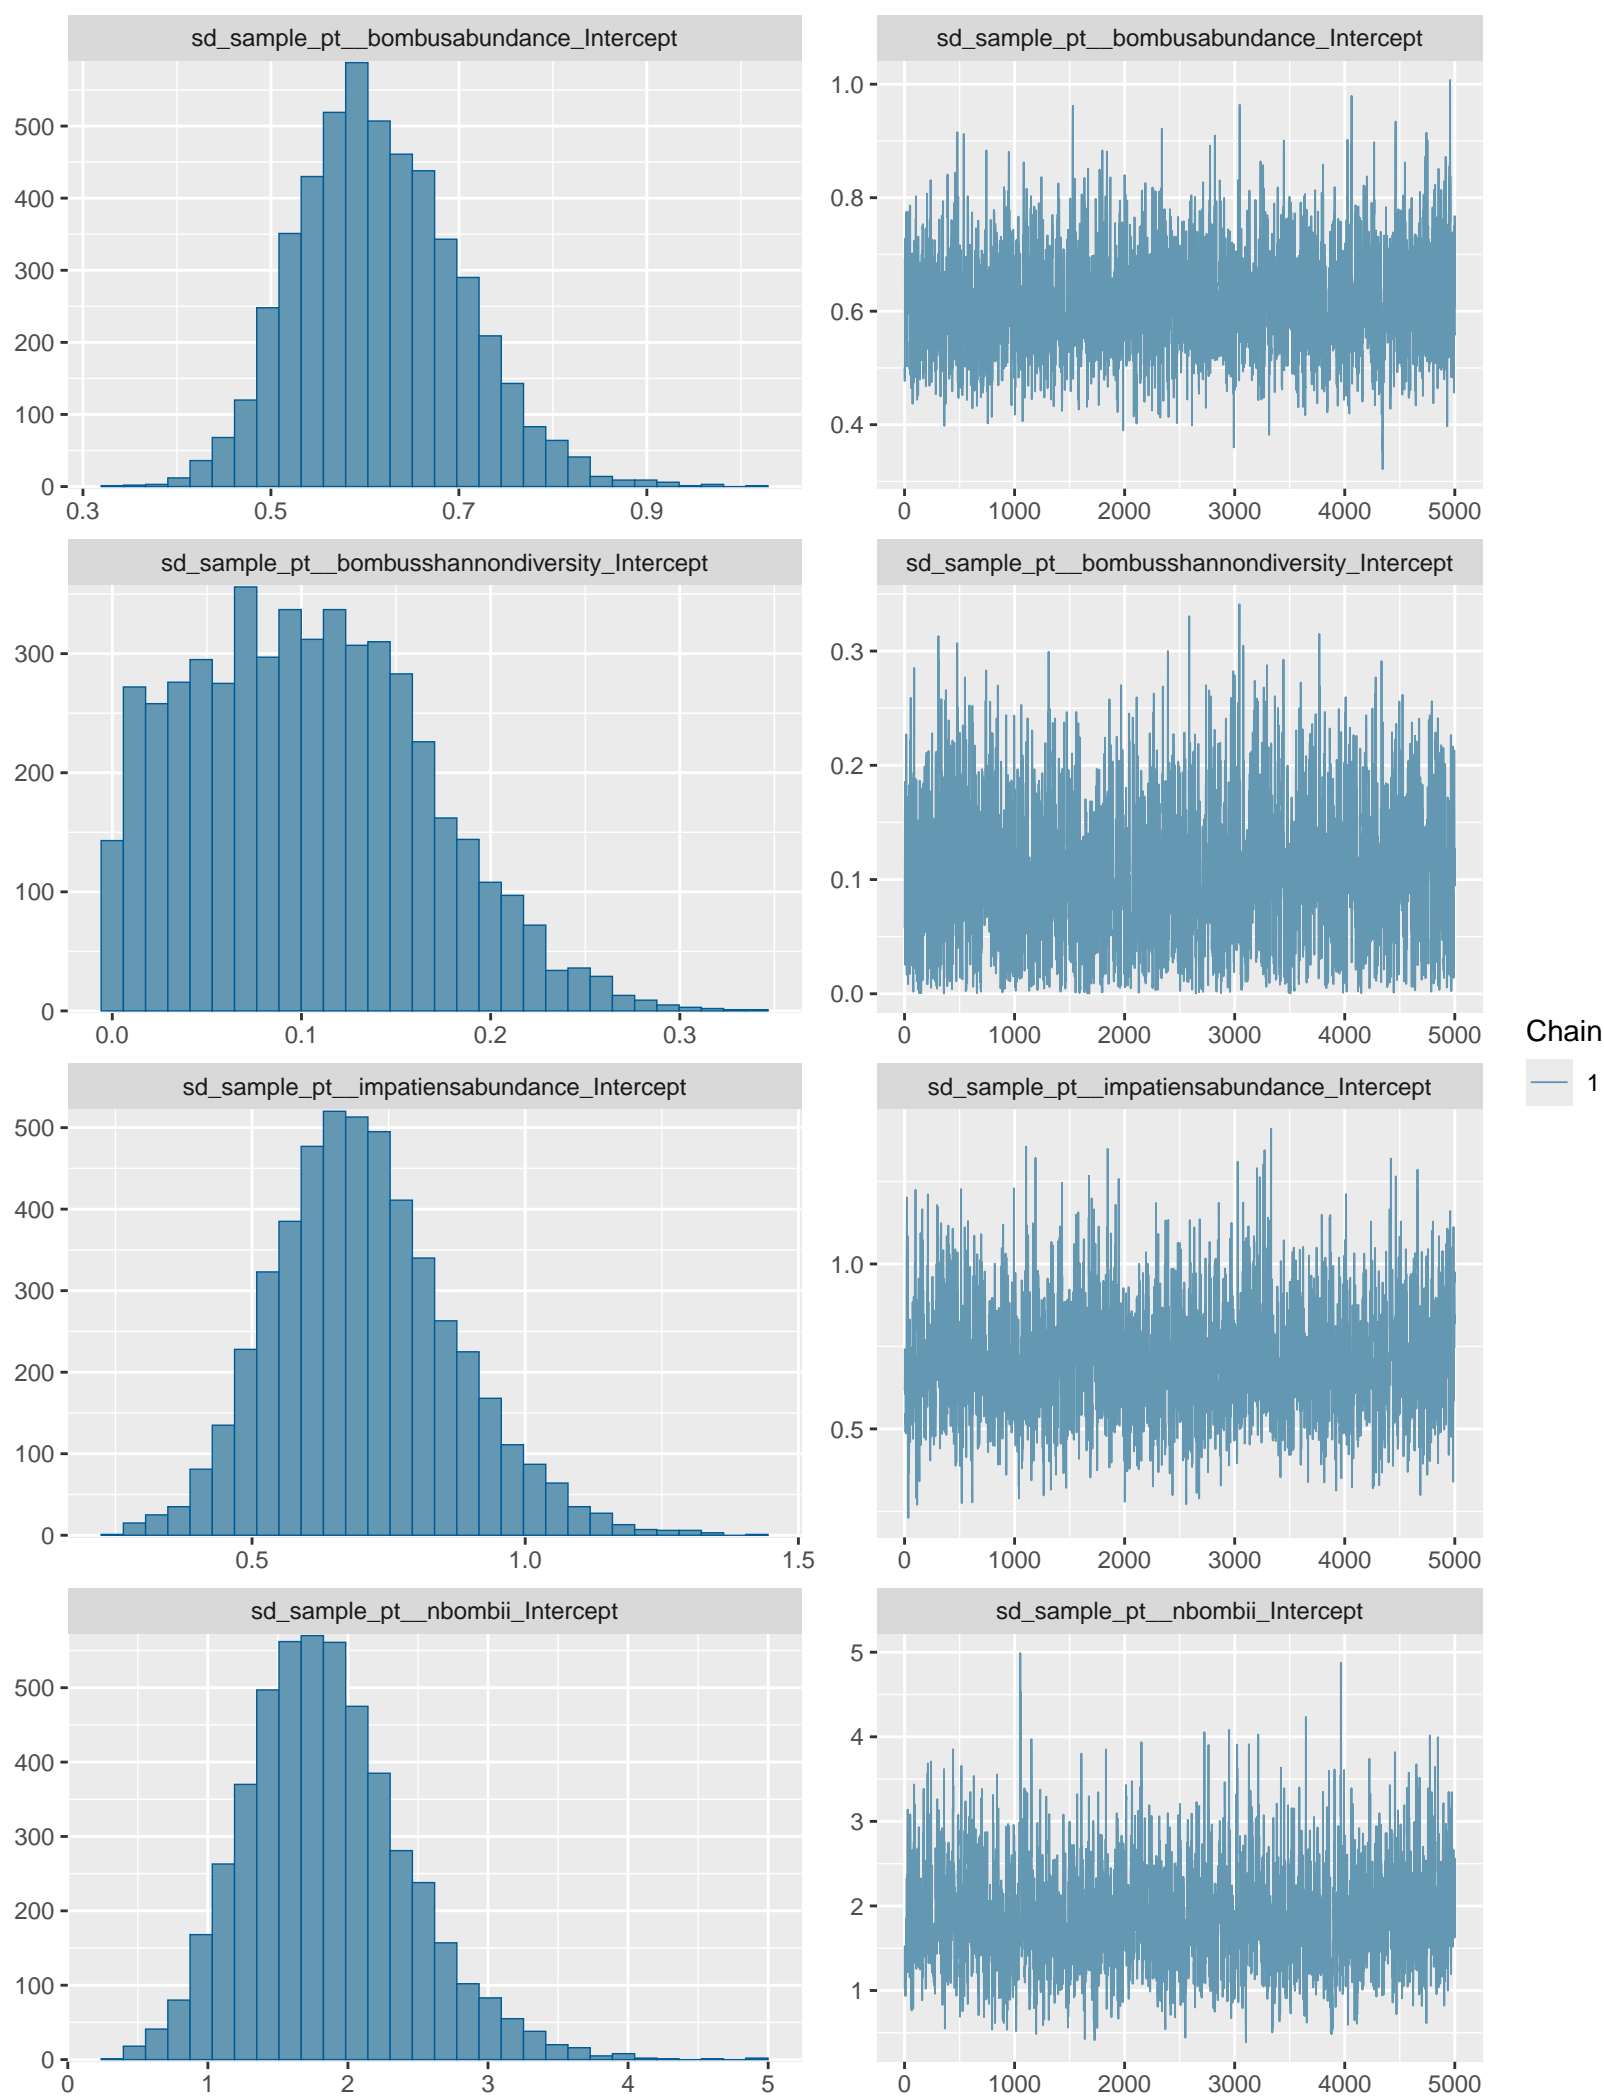 sd_sample_pt__bombusabundance_Intercept
sd_sample_pt__bombusabundance_Intercept
500
400
300
200
100
0
0.3 0.5 0.7 0.9
1.0
0.8
0.6
0.4
0 1000 2000 3000 4000 5000
sd_sample_pt__bombusshannondiversity_Intercept
sd_sample_pt__bombusshannondiversity_Intercept
300
200
100
0
0.0 0.1 0.2 0.3
0.3
0.2
0.1
0.0
0 1000 2000 3000 4000 5000
Chain
1
sd_sample_pt__impatiensabundance_Intercept
sd_sample_pt__impatiensabundance_Intercept
500
400
300
200
100
0
0.5 1.0 1.5
1.0
0.5
0 1000 2000 3000 4000 5000
sd_sample_pt__nbombii_Intercept
sd_sample_pt__nbombii_Intercept
500
400
300
200
100
0
0 1 2 3 4 5
5
4
3
2
1
0 1000 2000 3000 4000 5000